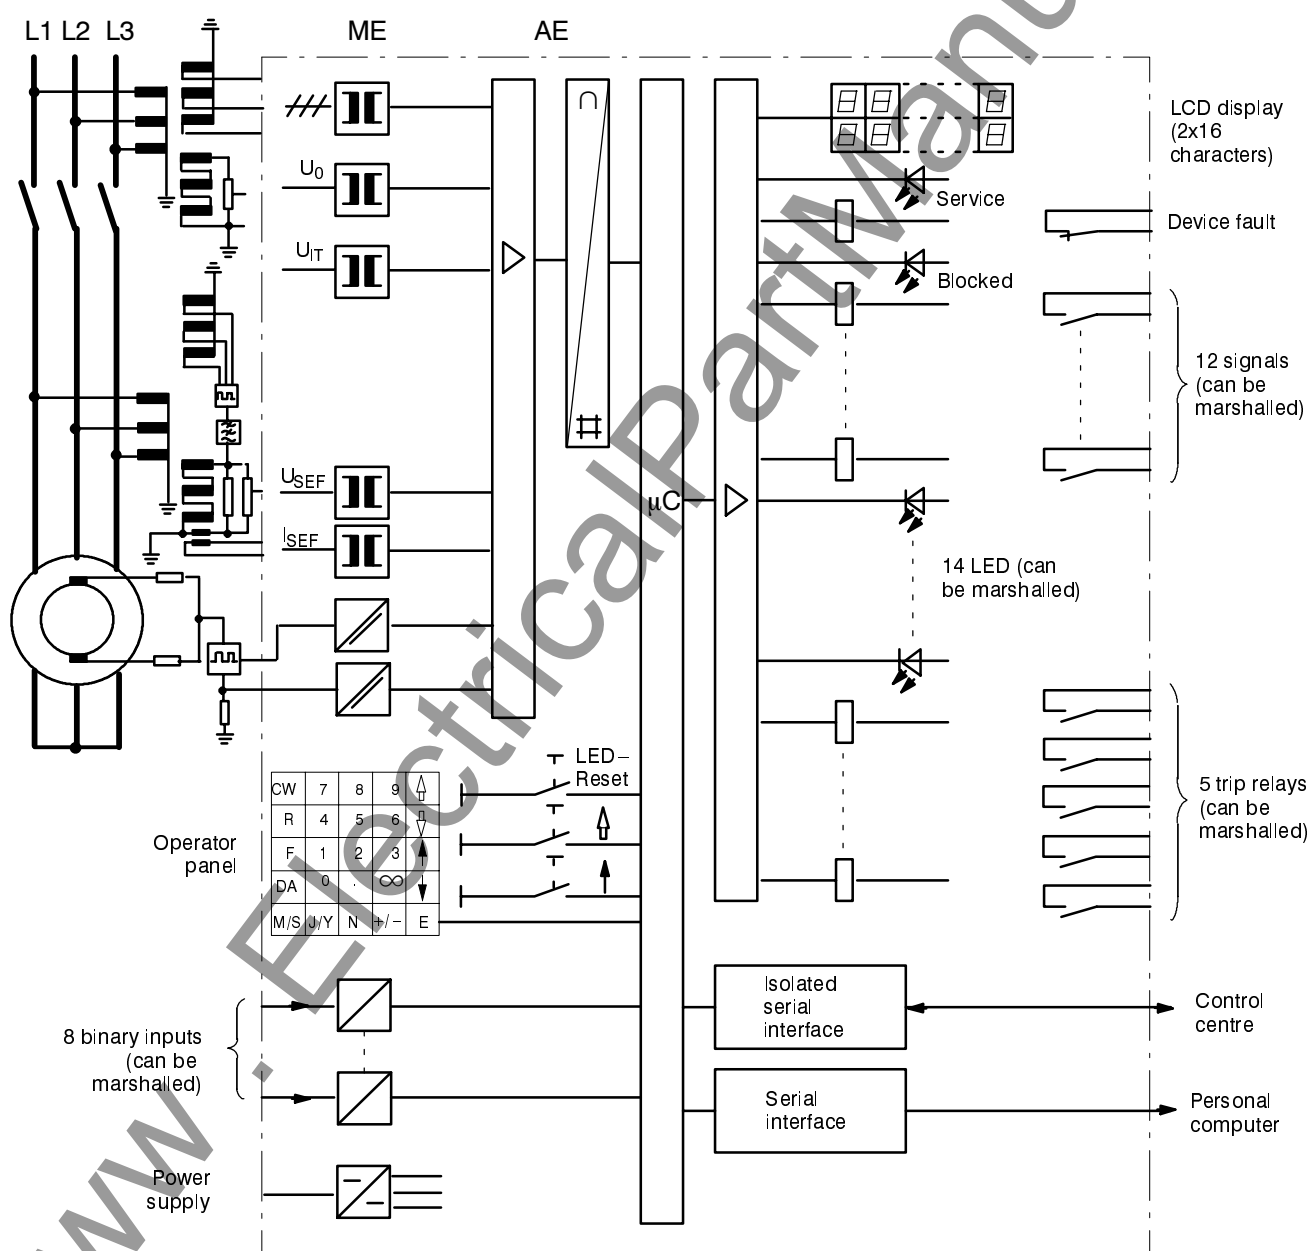 L1 L2 L3
ME
AE
LCD display
(2x16
characters)
U0
Service
Device fault
UIT
Blocked
12 signals
(can be
marshalled)
USEF
µC
ISEF
14 LED (can
be marshalled)
LED–
Reset
5 trip relays
(can be
marshalled)
Operator
panel
CW 7 8 9
R 4 5 6
F 1 2 3
DA 0 . ∞
M/S J/Y N +/− E
Isolated
serial
interface
Control
centre
8 binary inputs
(can be
marshalled)
Serial
interface
Personal
computer
Power
supply
www . ElectricalPartManu